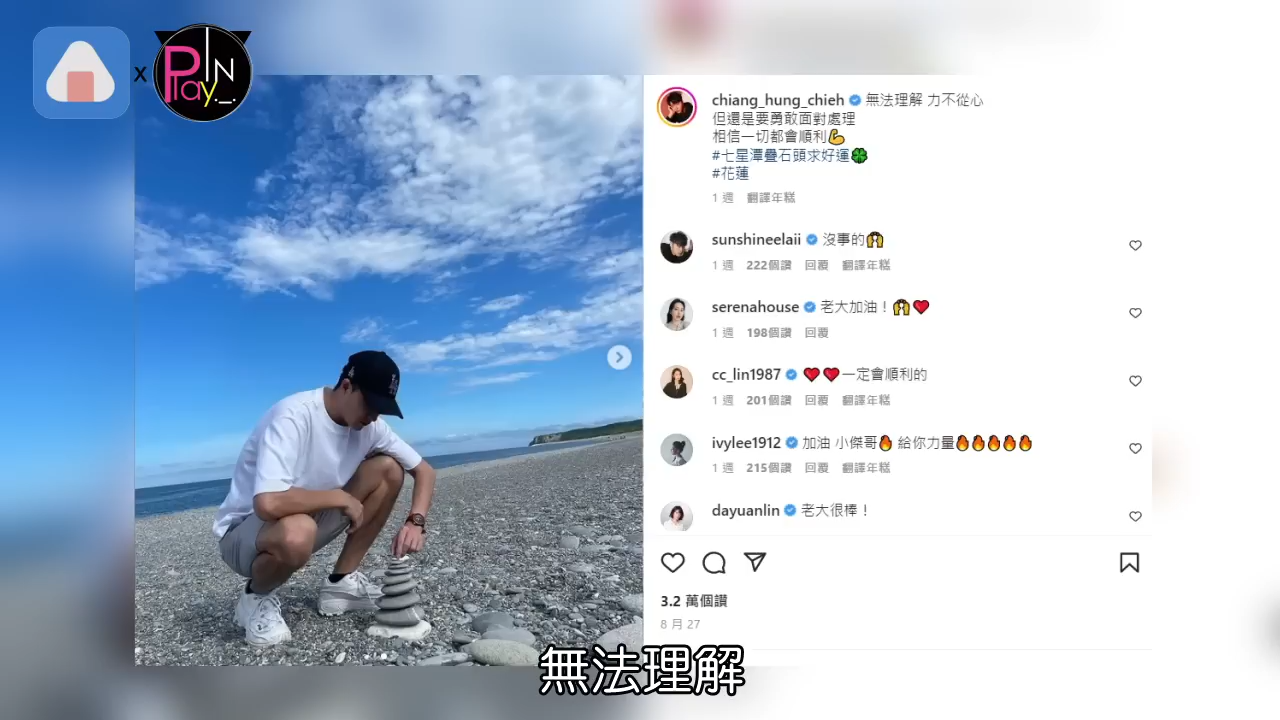 x
PlayIN
chiang_hung_chieh 無法理解 力不從心
但還是要勇敢面對處理
相信一切都會順利💪
#七星潭疊石頭求好運🍀
#花蓮
1 週 翻譯年糕
sunshineelaii 沒事的🙌
1 週 222個讚 回覆 翻譯年糕
serenahouse 老大加油！🙌❤️
1 週 198個讚 回覆
cc_lin1987 ❤️❤️一定會順利的
1 週 201個讚 回覆 翻譯年糕
ivylee1912 加油 小傑哥🔥 給你力量🔥🔥🔥🔥🔥
1 週 215個讚 回覆 翻譯年糕
dayuanlin 老大很棒！
3.2 萬個讚
8 月 27
無法理解